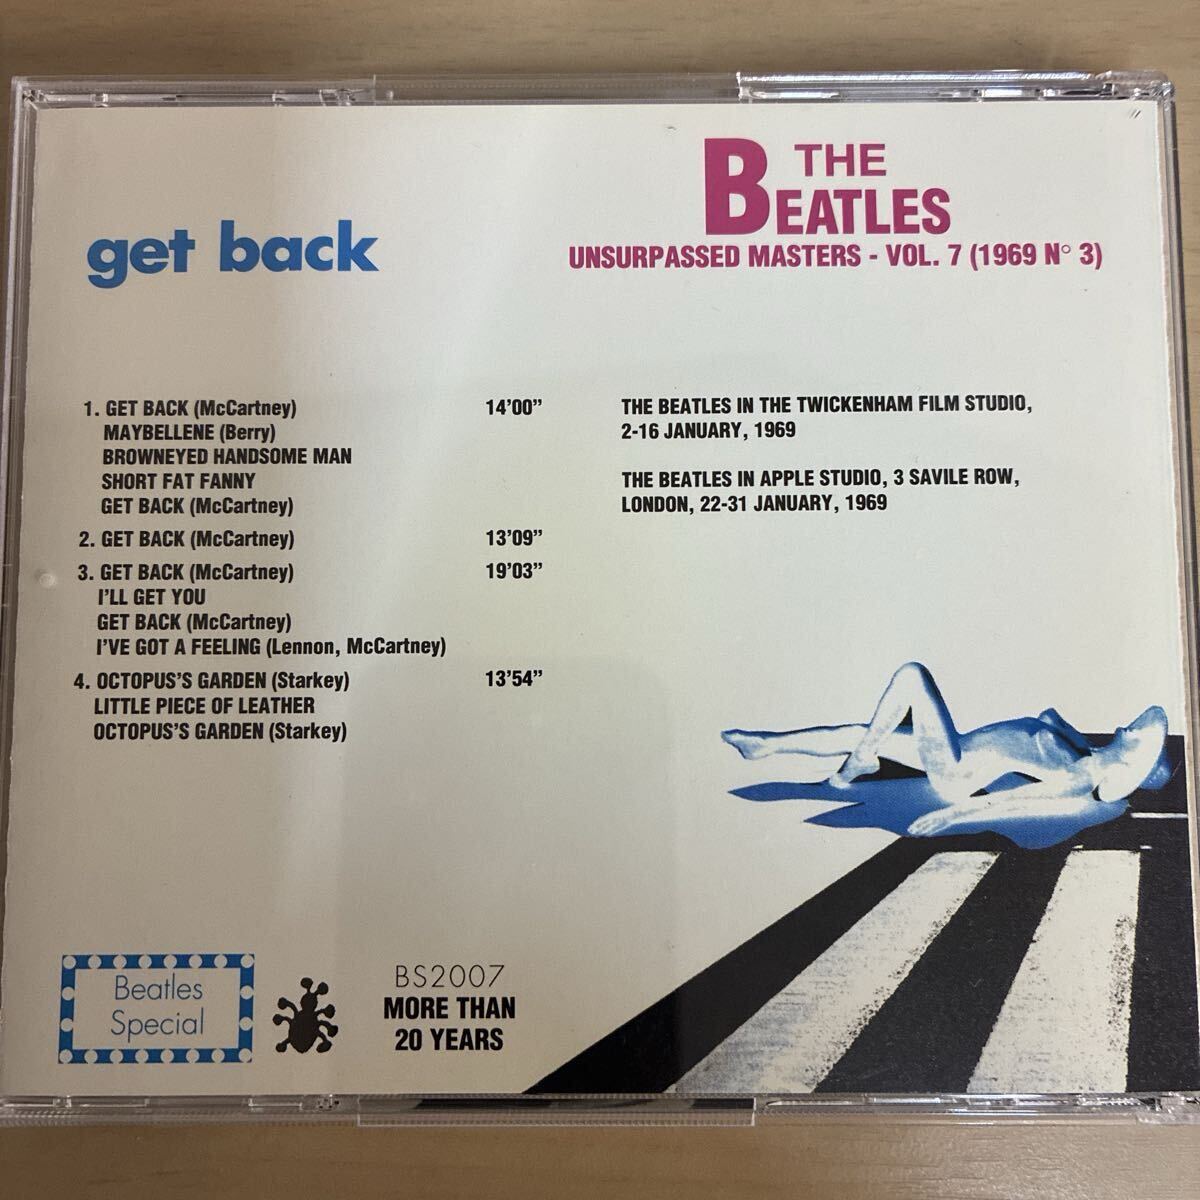 THE
BEATLES
UNSURPASSED MASTERS - VOL. 7 (1969 N° 3)
get back
1. GET BACK (McCartney) 14'00"
MAYBELLENE (Berry)
BROWNEYED HANDSOME MAN
SHORT FAT FANNY
GET BACK (McCartney)
2. GET BACK (McCartney) 13'09"
3. GET BACK (McCartney) 19'03"
I'LL GET YOU
GET BACK (McCartney)
I'VE GOT A FEELING (Lennon, McCartney)
4. OCTOPUS'S GARDEN (Starkey) 13'54"
LITTLE PIECE OF LEATHER
OCTOPUS'S GARDEN (Starkey)
THE BEATLES IN THE TWICKENHAM FILM STUDIO,
2-16 JANUARY, 1969
THE BEATLES IN APPLE STUDIO, 3 SAVILE ROW,
LONDON, 22-31 JANUARY, 1969
Beatles
Special
BS2007
MORE THAN
20 YEARS